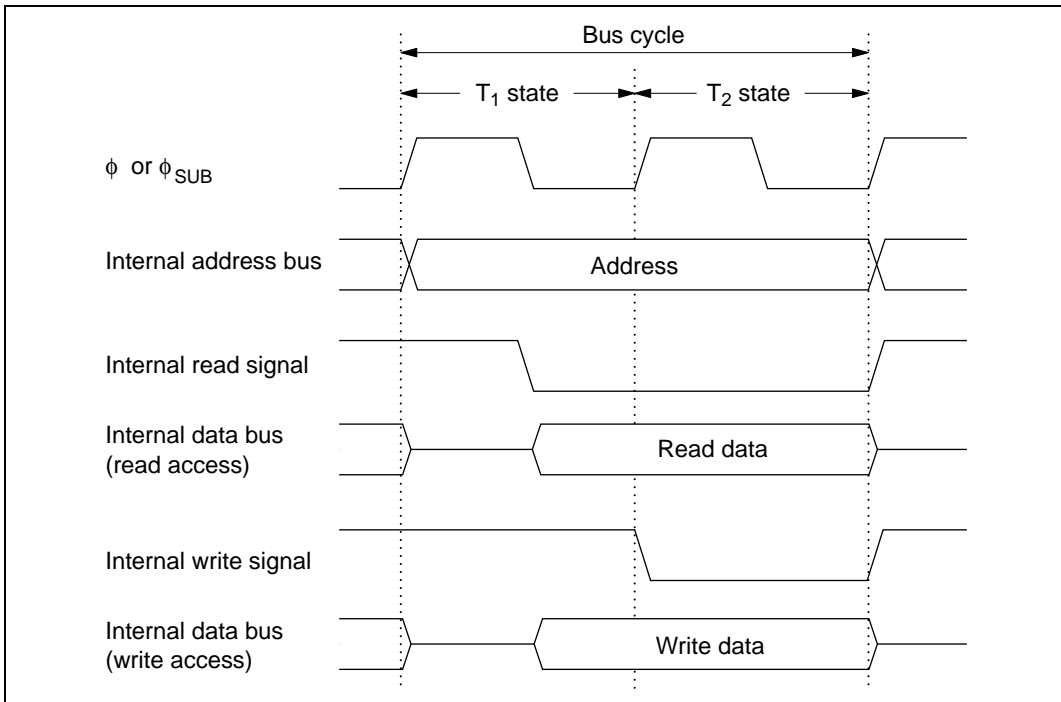 Bus cycle
T1 state
T2 state
ϕ or ϕSUB
Internal address bus
Address
Internal read signal
Internal data bus
(read access)
Read data
Internal write signal
Internal data bus
(write access)
Write data